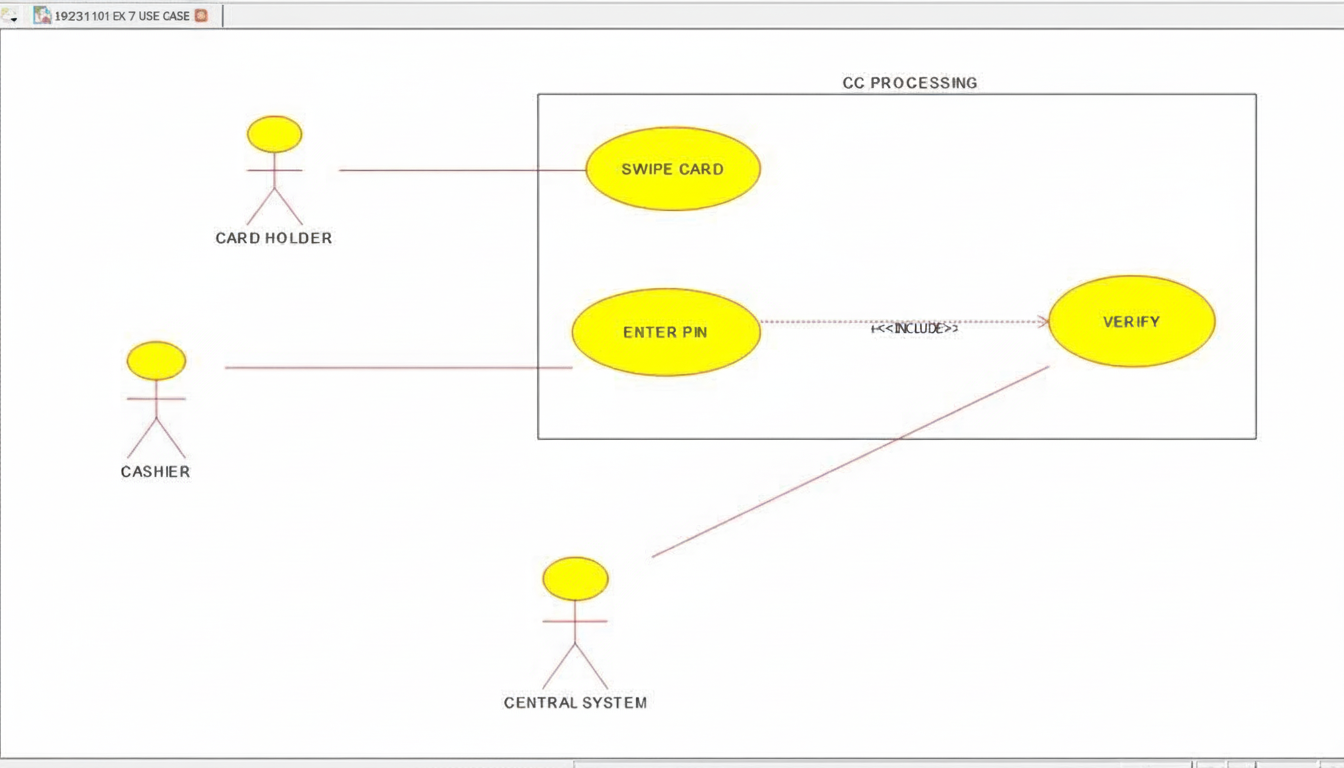 19231101 EX 7 USE CASE
CC PROCESSING
SWIPE CARD
CARD HOLDER
ENTER PIN
+<<INCLUDE>>
VERIFY
CASHIER
CENTRAL SYSTEM